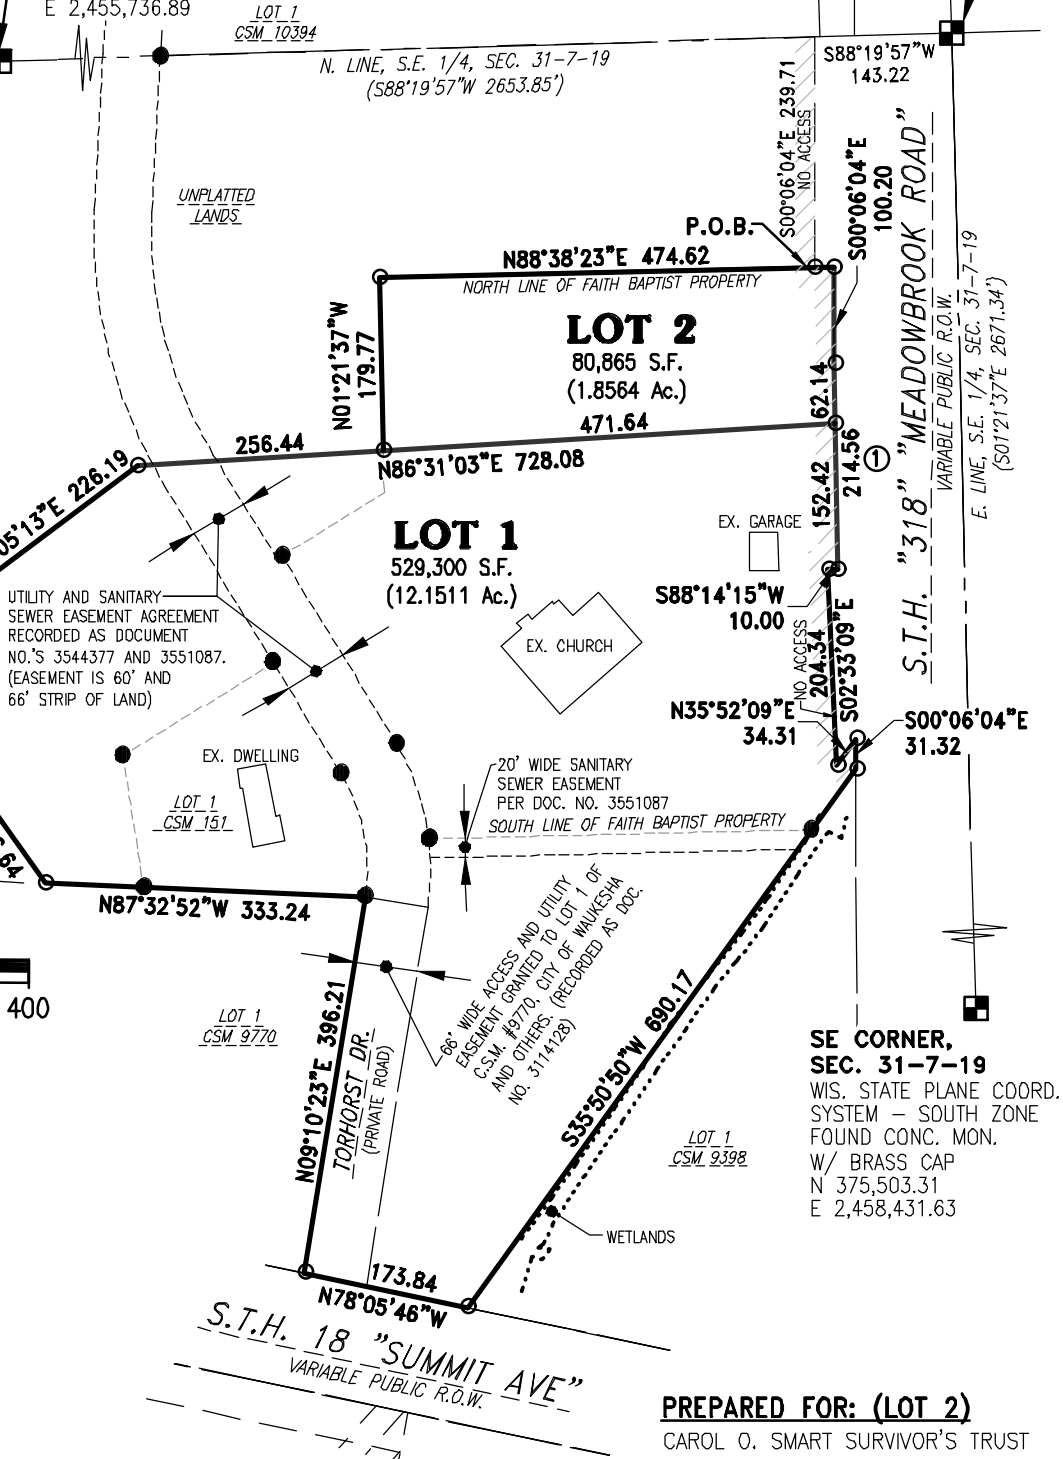 E 2,455,736.89
LOT 1
CSM 10394
N. LINE, S.E. 1/4, SEC. 31-7-19
(S88°19'57"W 2653.85')
S88°19'57"W
143.22
S00°06'04"E 239.71
NO ACCESS
S00°06'04"E
100.20
UNPLATTED
LANDS
P.O.B.
N88°38'23"E 474.62
NORTH LINE OF FAITH BAPTIST PROPERTY
S.T.H. "318" "MEADOWBROOK ROAD"
VARIABLE PUBLIC R.O.W.
E. LINE, S.E. 1/4, SEC. 31-7-19
(S01°21'37"E 2671.34')
N01°21'37"W
179.77
LOT 2
80,865 S.F.
(1.8564 Ac.)
62.14
471.64
256.44
N86°31'03"E 728.08
05'13"E 226.19
214.56
1
152.42
LOT 1
529,300 S.F.
(12.1511 Ac.)
EX. GARAGE
UTILITY AND SANITARY
SEWER EASEMENT AGREEMENT
RECORDED AS DOCUMENT
NO.'S 3544377 AND 3551087.
(EASEMENT IS 60' AND
66' STRIP OF LAND)
S88°14'15"W
10.00
EX. CHURCH
NO ACCESS
204.34
S02°33'09"E
N35°52'09"E
34.31
S00°06'04"E
31.32
EX. DWELLING
20' WIDE SANITARY
SEWER EASEMENT
PER DOC. NO. 3551087
SOUTH LINE OF FAITH BAPTIST PROPERTY
LOT 1
CSM 151
.64
N87°32'52"W 333.24
66' WIDE ACCESS AND UTILITY
EASEMENT GRANTED TO LOT 1 OF
C.S.M. #9770, CITY OF WAUKESHA
AND OTHERS. (RECORDED AS DOC.
NO. 3114128)
400
LOT 1
CSM 9770
N09°10'23"E 396.21
TORHORST DR.
(PRIVATE ROAD)
S35°50'50"W 690.17
SE CORNER,
SEC. 31-7-19
WIS. STATE PLANE COORD.
SYSTEM - SOUTH ZONE
FOUND CONC. MON.
W/ BRASS CAP
N 375,503.31
E 2,458,431.63
LOT 1
CSM 9398
WETLANDS
173.84
N78°05'46"W
S.T.H. 18 "SUMMIT AVE"
VARIABLE PUBLIC R.O.W.
PREPARED FOR: (LOT 2)
CAROL O. SMART SURVIVOR'S TRUST